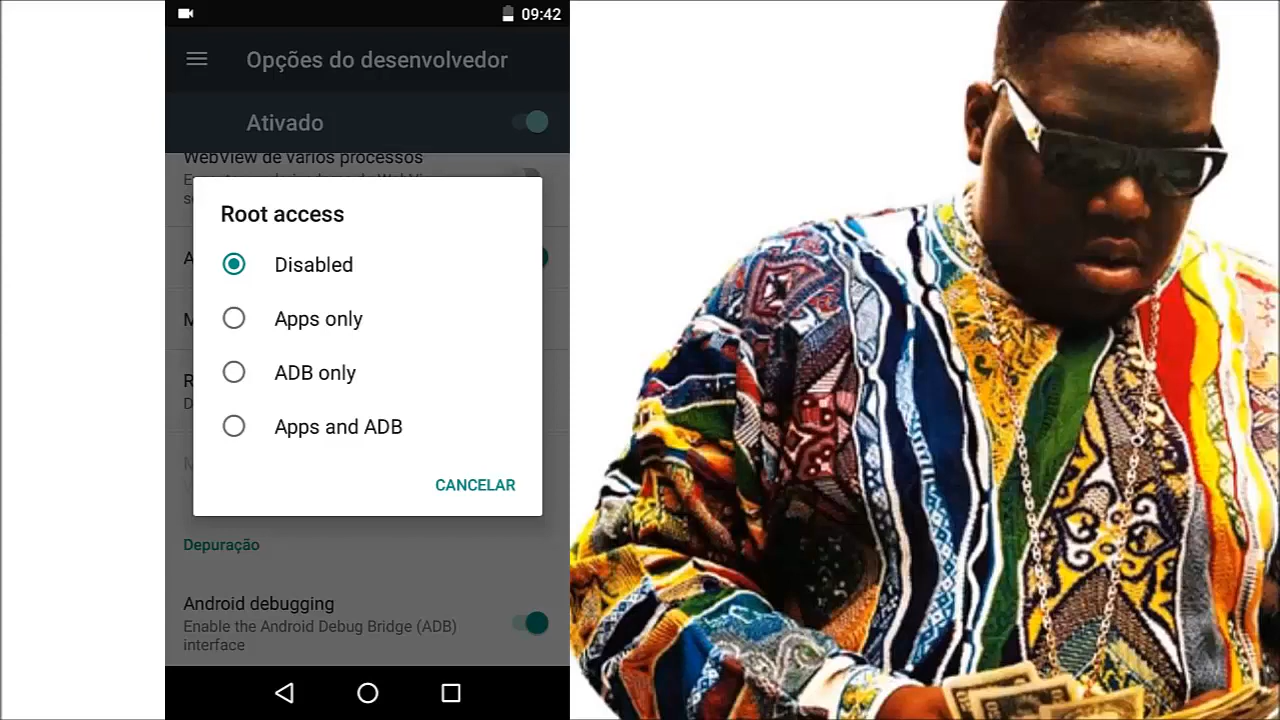 09:42
Opções do desenvolvedor
Ativado
WebView de vários processos
Root access
Disabled
Apps only
ADB only
Apps and ADB
CANCELAR
Depuração
Android debugging
Enable the Android Debug Bridge (ADB)
interface